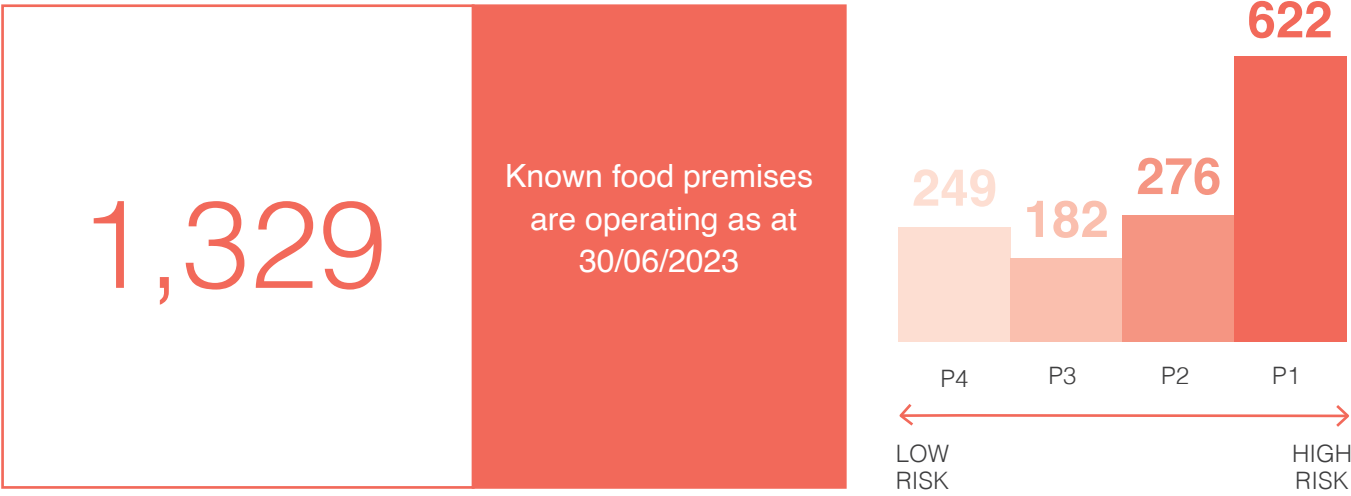 1,329
Known food premises
are operating as at
30/06/2023
622
249
182
276
P4
P3
P2
P1
LOW
RISK
HIGH
RISK